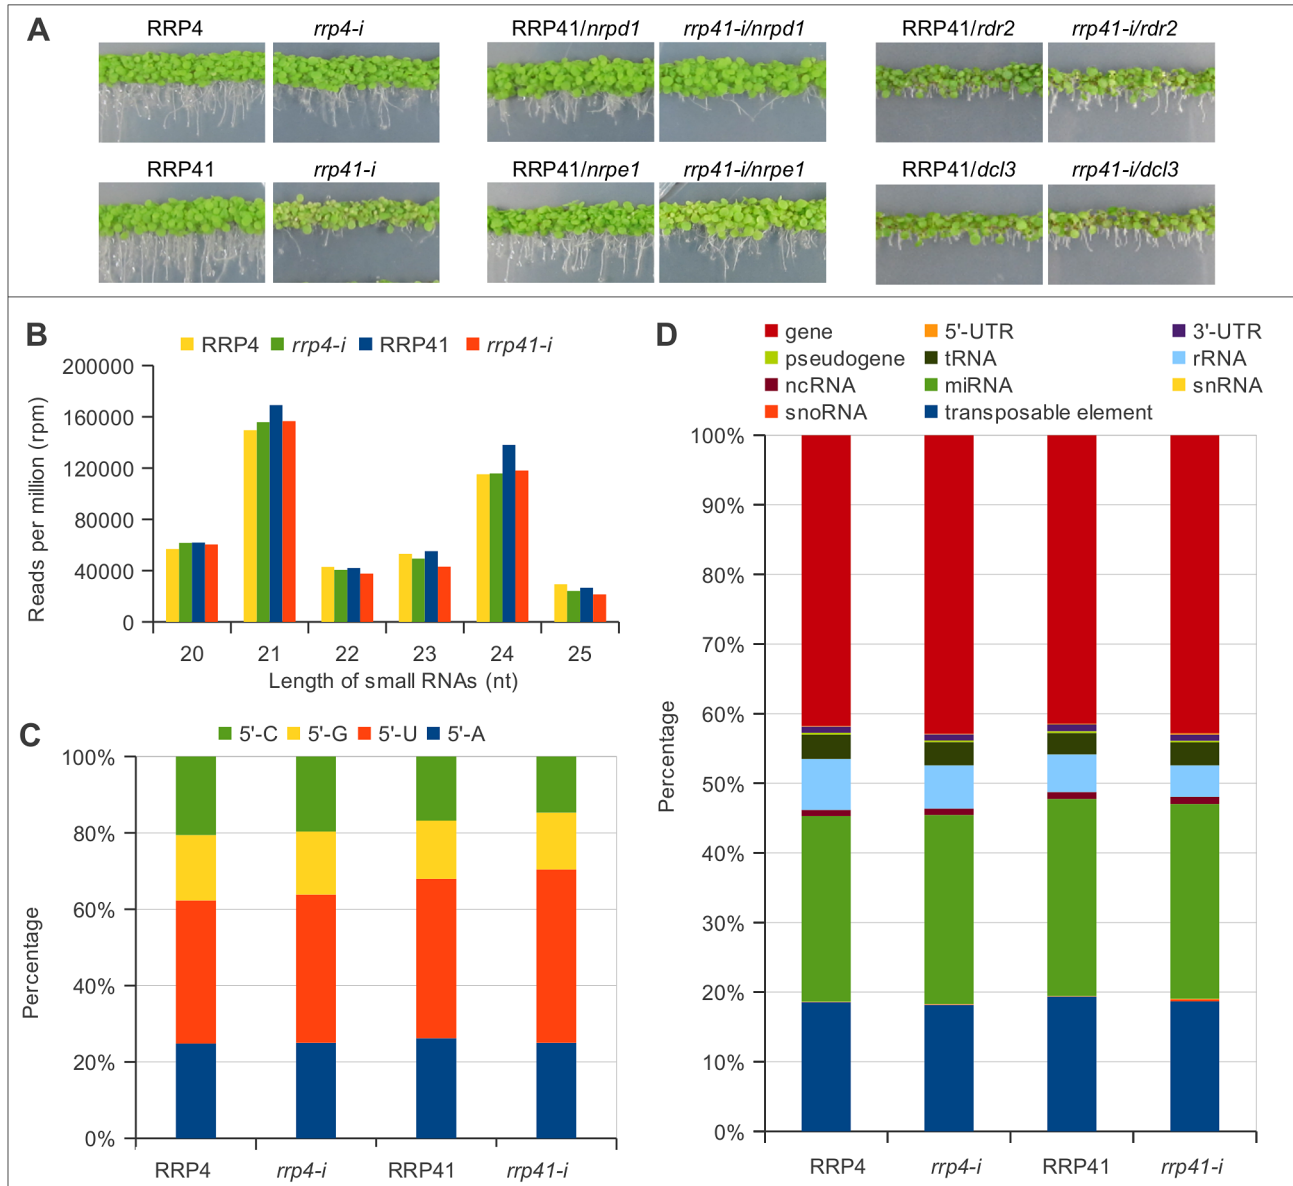 A
RRP4
rrp4-i
RRP41/nrpd1
rrp41-i/nrpd1
RRP41/rdr2
rrp41-i/rdr2
RRP41
rrp41-i
RRP41/nrpe1
rrp41-i/nrpe1
RRP41/dcl3
rrp41-i/dcl3
B
RRP4 rrp4-i RRP41 rrp41-i
Reads per million (rpm)
200000
160000
120000
80000
40000
0
20 21 22 23 24 25
Length of small RNAs (nt)
C
5'-C 5'-G 5'-U 5'-A
Percentage
100%
80%
60%
40%
20%
0%
RRP4 rrp4-i RRP41 rrp41-i
D
gene 5'-UTR 3'-UTR
pseudogene tRNA rRNA
ncRNA miRNA snRNA
snoRNA transposable element
Percentage
100%
90%
80%
70%
60%
50%
40%
30%
20%
10%
0%
RRP4 rrp4-i RRP41 rrp41-i